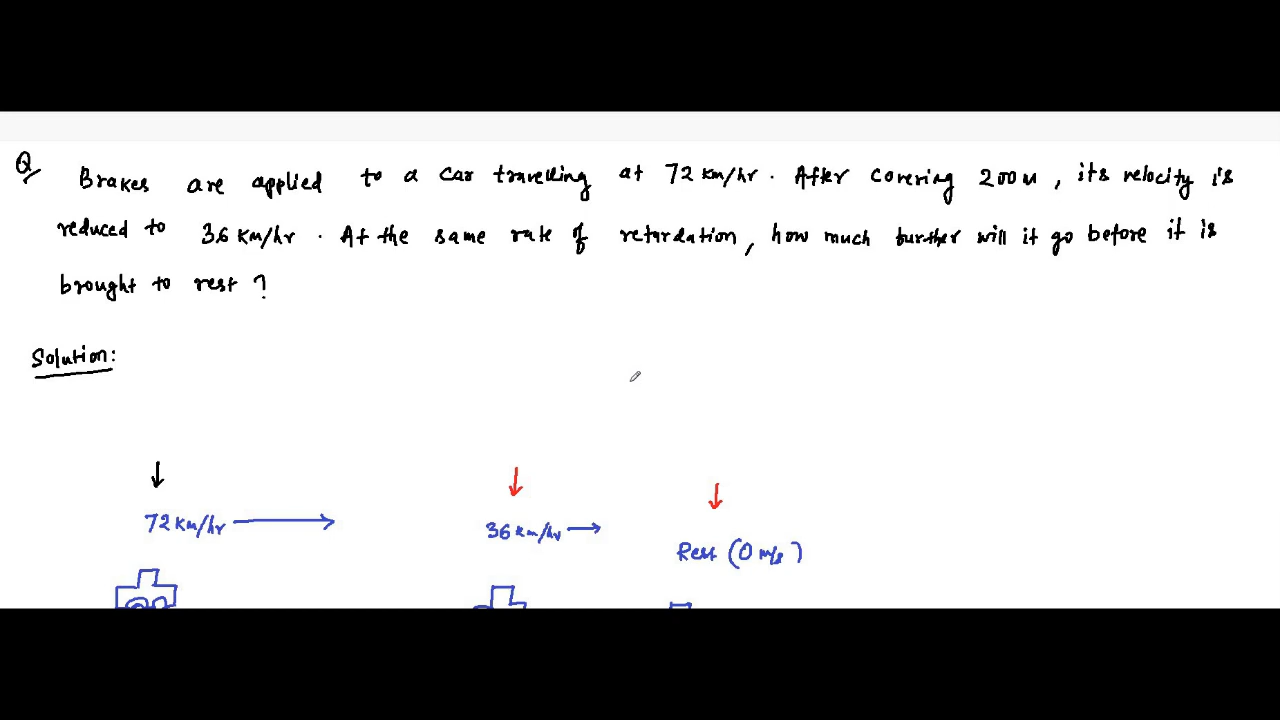 Q Brakes are applied to a car travelling at 72 km/hr. After covering 200m, its velocity is
reduced to 36 km/hr. At the same rate of retardation, how much further will it go before it is
brought to rest?
Solution:
72 km/hr
36 km/hr
Rest (0 m/s)